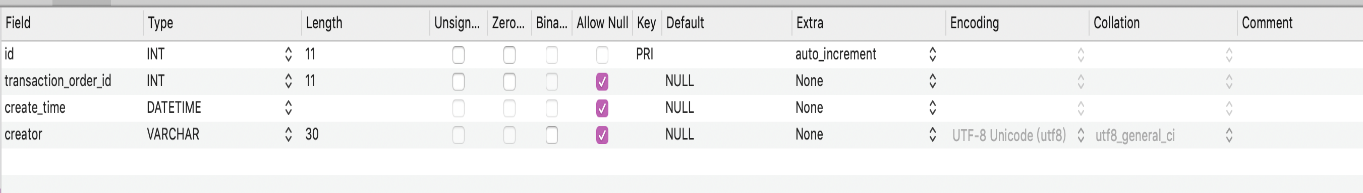 Field Type Length Unsign... Zero... Bina... Allow Null Key Default Extra Encoding Collation Comment
id INT 11 PRI auto_increment
transaction_order_id INT 11 NULL None
create_time DATETIME NULL None
creator VARCHAR 30 NULL None UTF-8 Unicode (utf8) utf8_general_ci